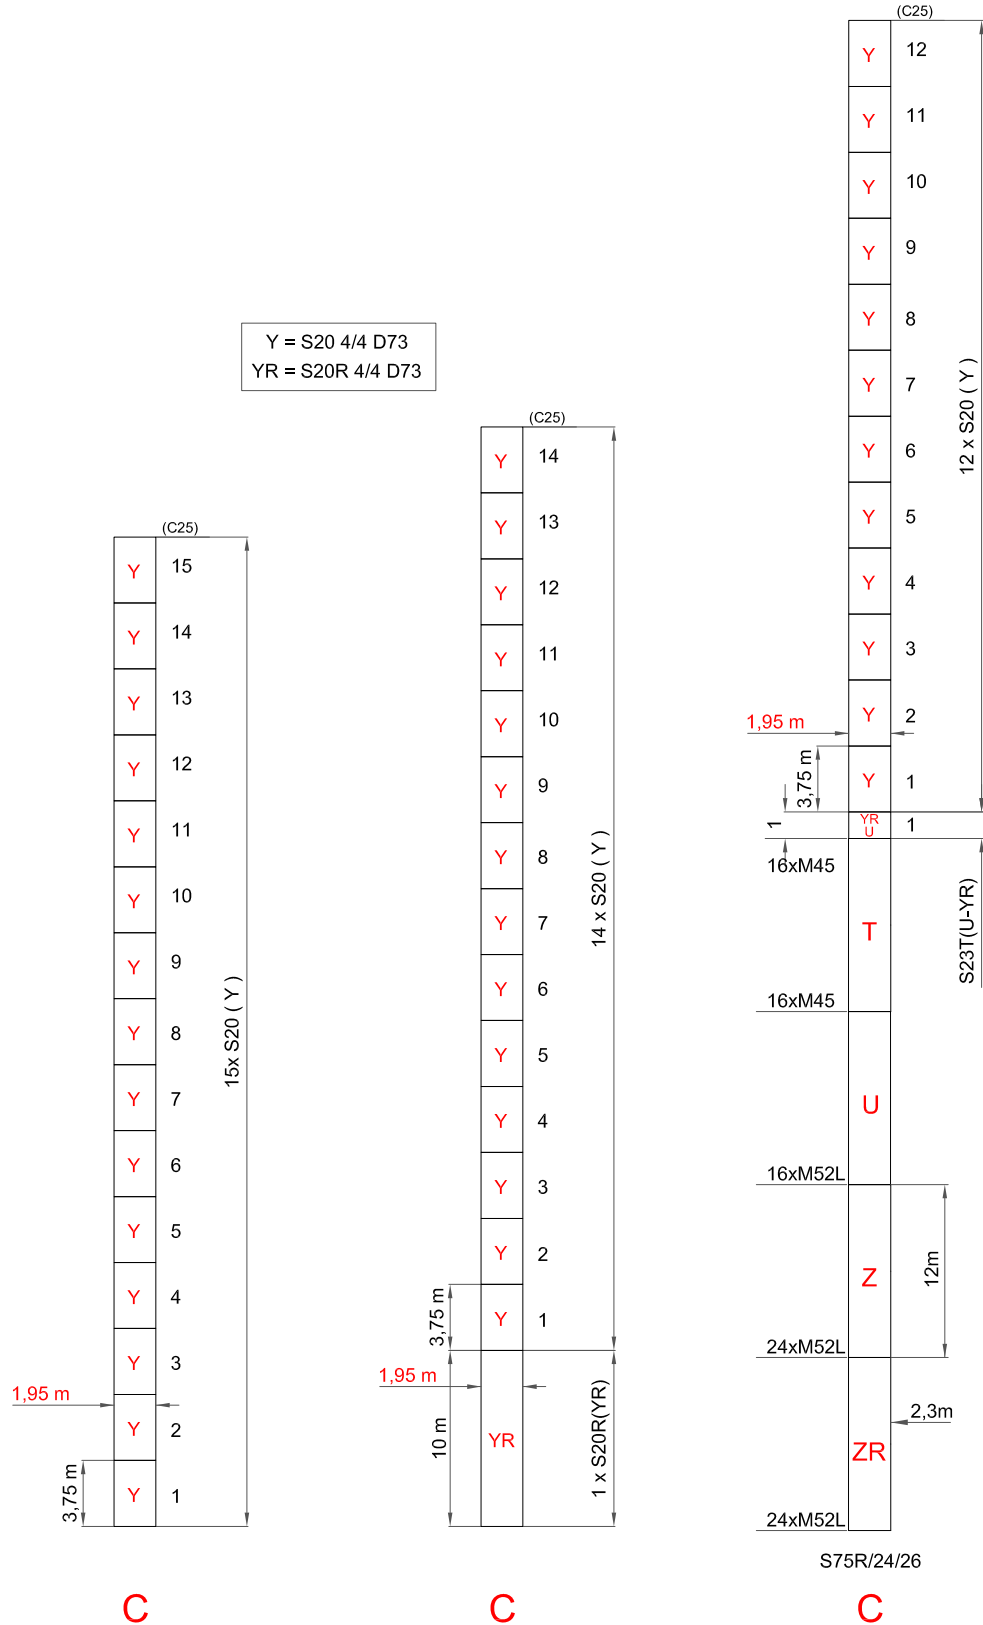 Y = S20 4/4 D73
YR = S20R 4/4 D73
(C25)
Y 15
Y 14
Y 13
Y 12
Y 11
Y 10
Y 9
Y 8
Y 7
Y 6
Y 5
Y 4
Y 3
1,95 m
Y 2
Y 1
3,75 m
15x S20 ( Y )
C
(C25)
Y 14
Y 13
Y 12
Y 11
Y 10
Y 9
Y 8
Y 7
Y 6
Y 5
Y 4
Y 3
Y 2
Y 1
3,75 m
14 x S20 ( Y )
1,95 m
YR
10 m
1 x S20R(YR)
C
(C25)
Y 12
Y 11
Y 10
Y 9
Y 8
Y 7
Y 6
Y 5
Y 4
Y 3
Y 2
1,95 m
Y 1
3,75 m
12 x S20 ( Y )
1
YR
U
1
16xM45
T
S23T(U-YR)
16xM45
U
16xM52L
Z
12m
24xM52L
2,3m
ZR
24xM52L
S75R/24/26
C